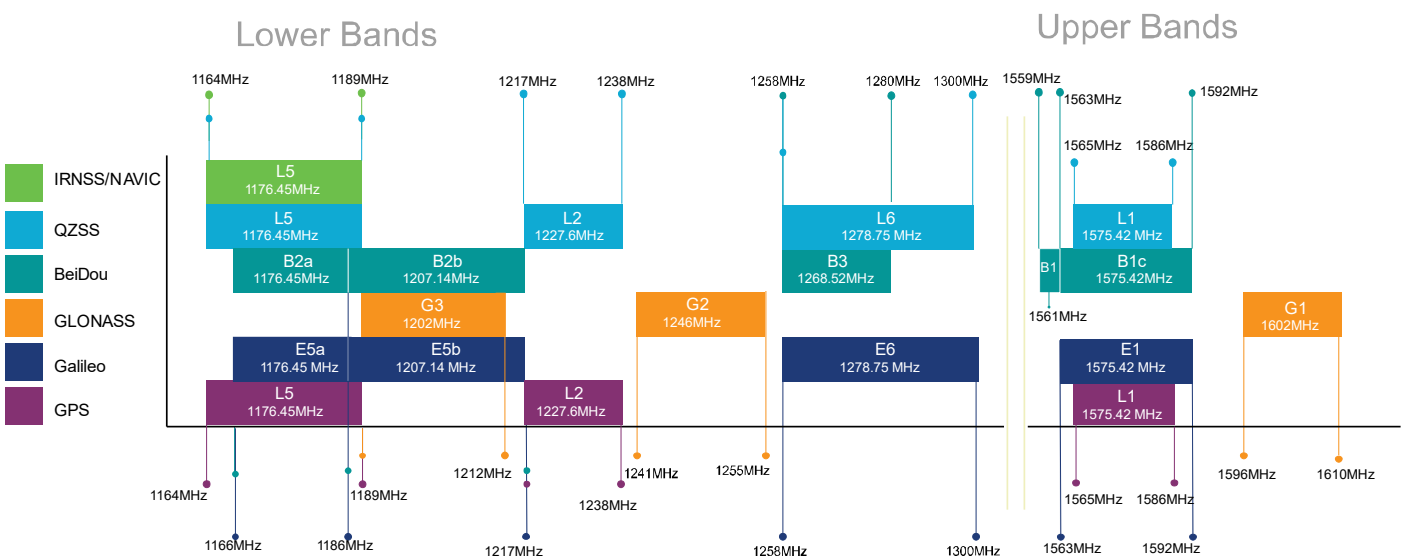 Lower Bands
Upper Bands
1164MHz
1189MHz
1217MHz
1238MHz
1258MHz
1280MHz
1300MHz
1559MHz
1563MHz
1592MHz
1565MHz
1586MHz
IRNSS/NAVIC
L5
1176.45MHz
QZSS
L5
1176.45MHz
L2
1227.6MHz
L6
1278.75 MHz
L1
1575.42 MHz
BeiDou
B2a
1176.45MHz
B2b
1207.14MHz
B3
1268.52MHz
B1
B1c
1575.42MHz
1561MHz
GLONASS
G3
1202MHz
G2
1246MHz
G1
1602MHz
Galileo
E5a
1176.45 MHz
E5b
1207.14 MHz
E6
1278.75 MHz
E1
1575.42 MHz
GPS
L5
1176.45MHz
L2
1227.6MHz
L1
1575.42 MHz
1212MHz
1241MHz
1255MHz
1596MHz
1610MHz
1164MHz
1189MHz
1238MHz
1565MHz
1586MHz
1166MHz
1186MHz
1217MHz
1258MHz
1300MHz
1563MHz
1592MHz